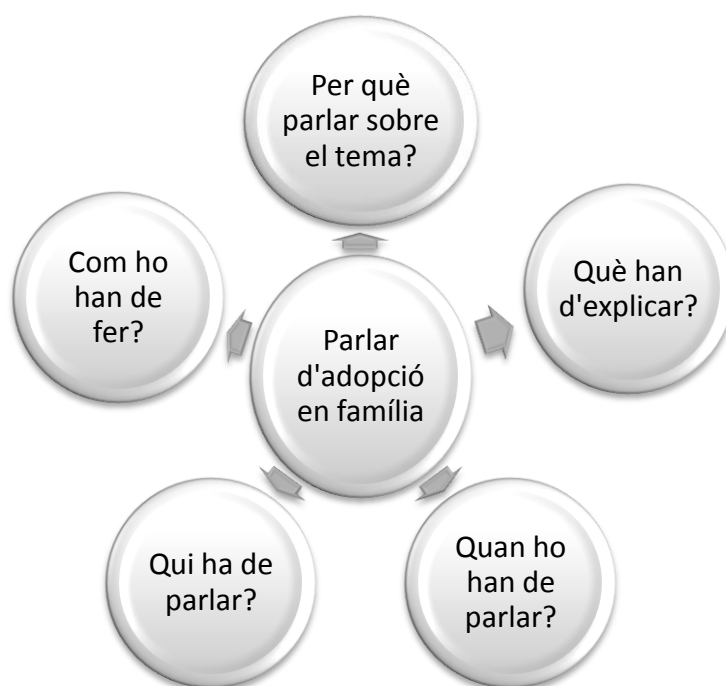 Per què
parlar sobre
el tema?
Com ho
han de
fer?
Què han
d'explicar?
Parlar
d'adopció
en família
Qui ha de
parlar?
Quan ho
han de
parlar?